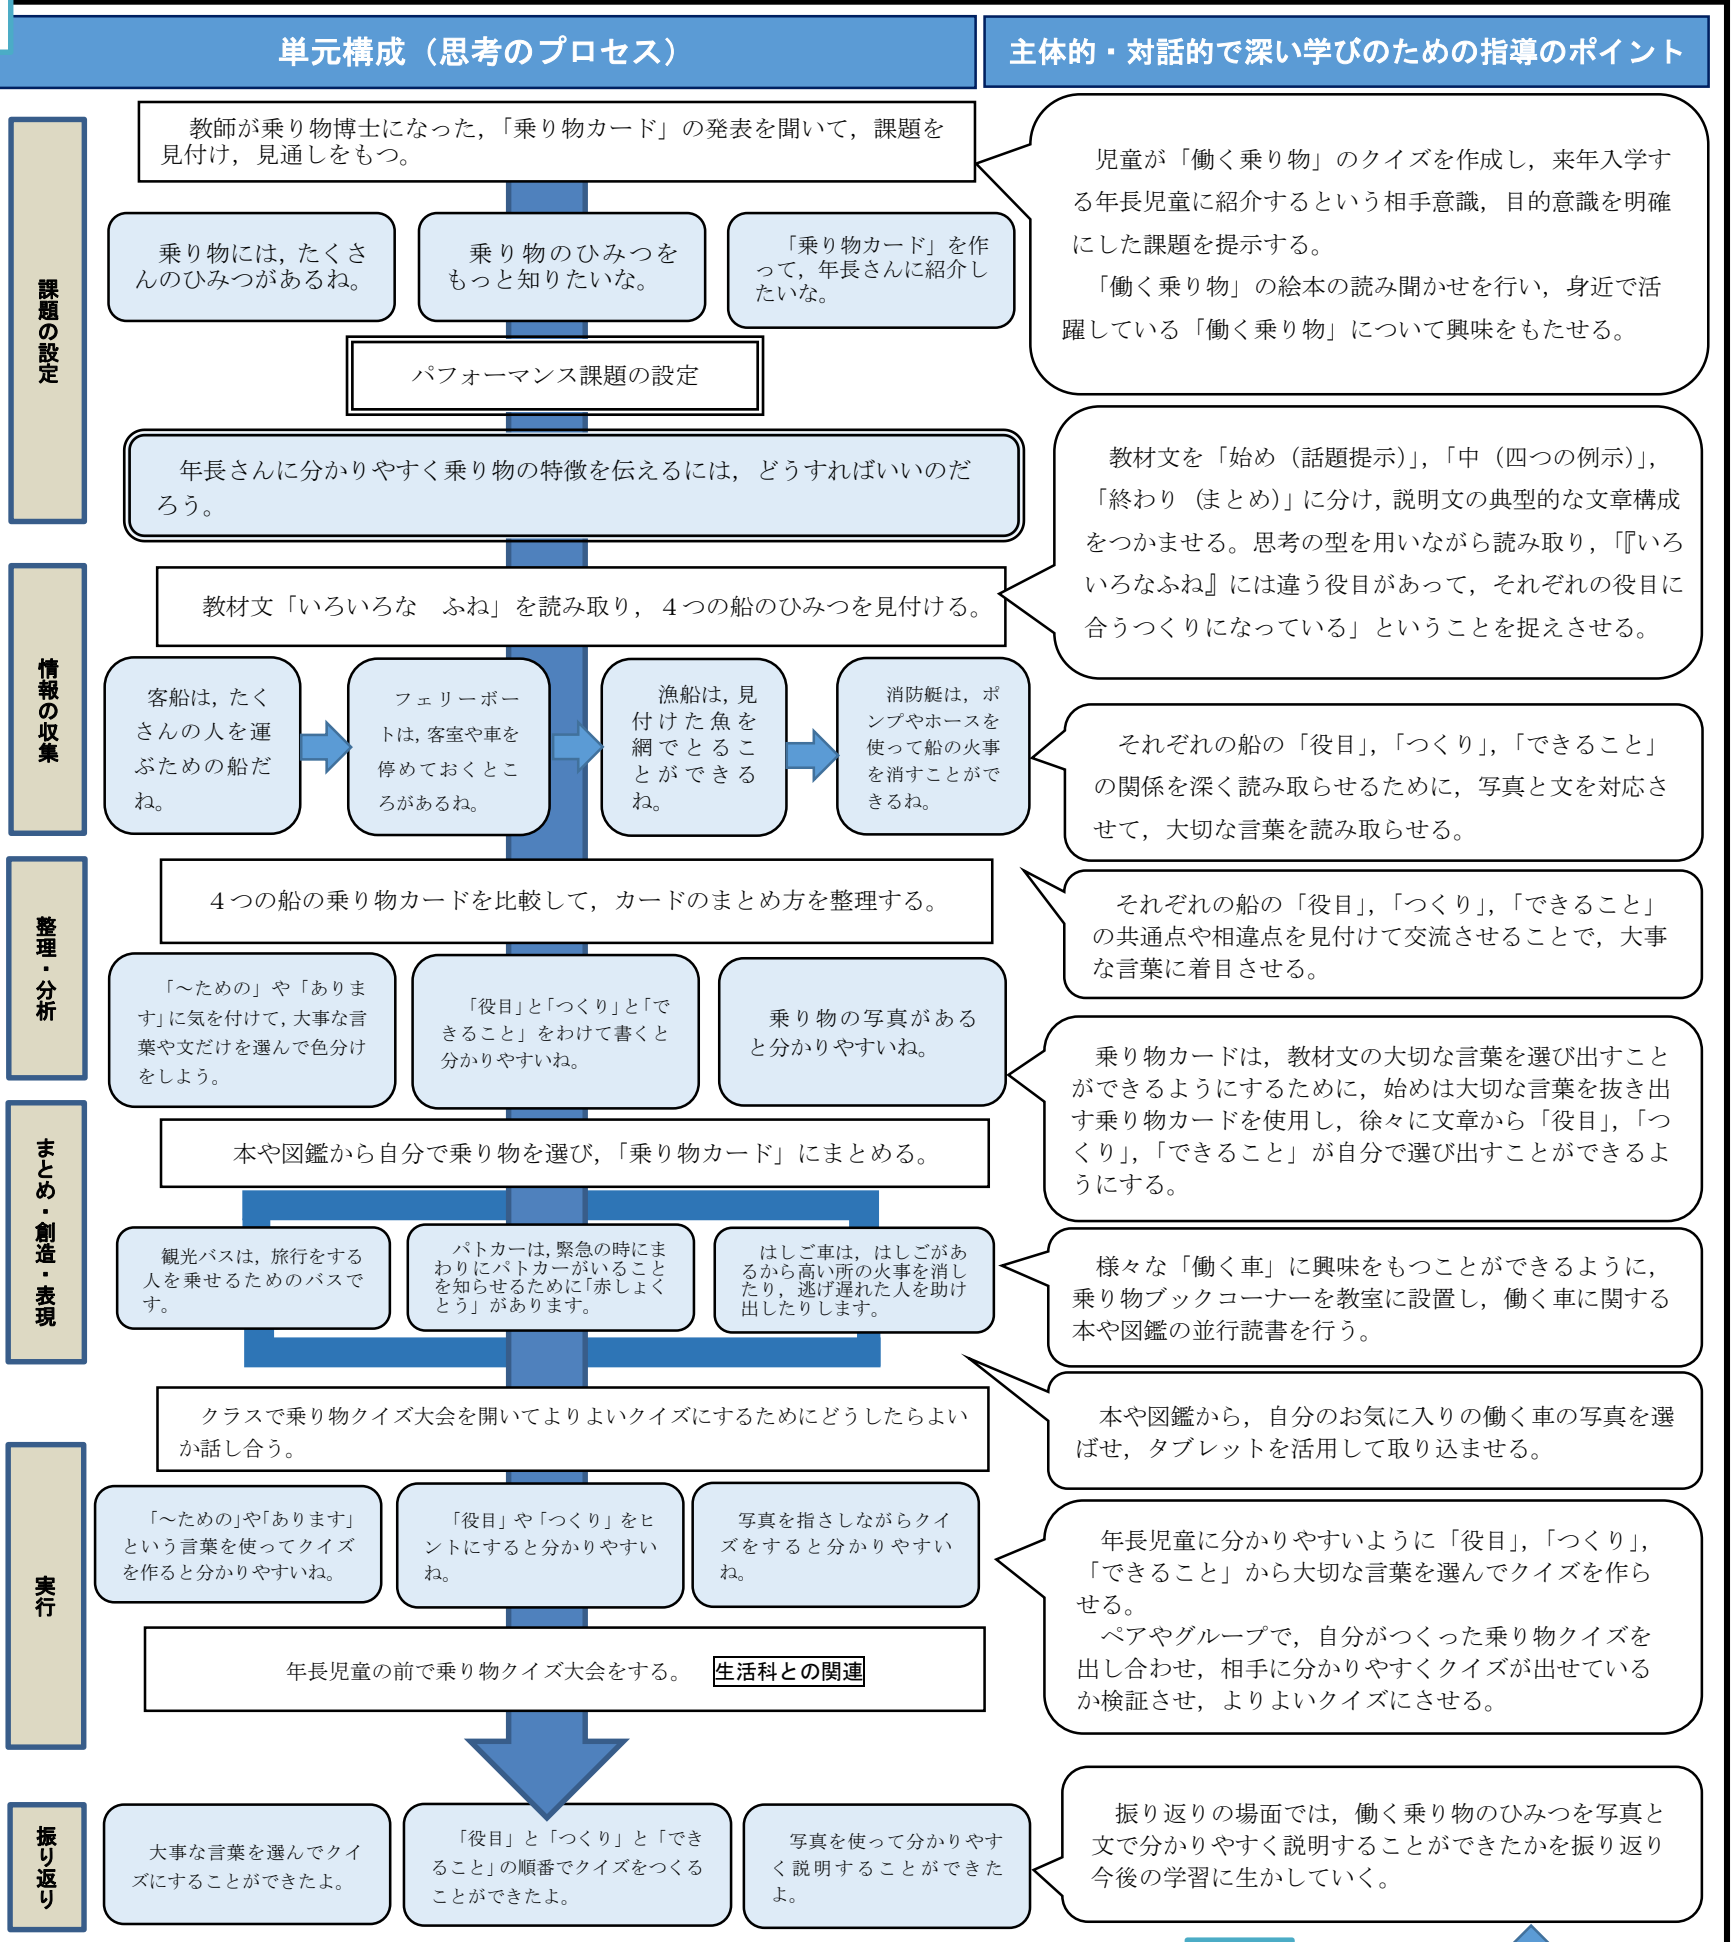 単元構成（思考のプロセス）
主体的・対話的で深い学びのための指導のポイント
課題の設定
教師が乗り物博士になった，「乗り物カード」の発表を聞いて，課題を
見付け，見通しをもつ。
乗り物には，たくさ
んのひみつがあるね。
乗り物のひみつを
もっと知りたいな。
「乗り物カード」を作
って，年長さんに紹介し
たいな。
パフォーマンス課題の設定
年長さんに分かりやすく乗り物の特徴を伝えるには，どうすればいいのだ
ろう。
児童が「働く乗り物」のクイズを作成し，来年入学す
る年長児童に紹介するという相手意識，目的意識を明確
にした課題を提示する。
「働く乗り物」の絵本の読み聞かせを行い，身近で活
躍している「働く乗り物」について興味をもたせる。
情報の収集
教材文「いろいろな　ふね」を読み取り，４つの船のひみつを見付ける。
客船は，たく
さんの人を運
ぶための船だ
ね。
フェリーボー
トは，客室や車を
停めておくとこ
ろがあるね。
漁船は，見
付けた魚を
網でとるこ
とができる
ね。
消防艇は，ポ
ンプやホースを
使って船の火事
を消すことがで
きるね。
教材文を「始め（話題提示）」，「中（四つの例示）」，
「終わり（まとめ）」に分け，説明文の典型的な文章構成
をつかませる。思考の型を用いながら読み取り，「『いろ
いろなふね』には違う役目があって，それぞれの役目に
合うつくりになっている」ということを捉えさせる。
それぞれの船の「役目」，「つくり」，「できること」
の関係を深く読み取らせるために，写真と文を対応さ
せて，大切な言葉を読み取らせる。
整理・分析
４つの船の乗り物カードを比較して，カードのまとめ方を整理する。
「～ための」や「ありま
す」に気を付けて，大事な言
葉や文だけを選んで色分け
をしよう。
「役目」と「つくり」と「で
きること」をわけて書くと
分かりやすいね。
乗り物の写真がある
と分かりやすいね。
それぞれの船の「役目」，「つくり」，「できること」
の共通点や相違点を見付けて交流させることで，大事
な言葉に着目させる。
乗り物カードは，教材文の大切な言葉を選び出すこと
ができるようにするために，始めは大切な言葉を抜き出
す乗り物カードを使用し，徐々に文章から「役目」，「つ
くり」，「できること」が自分で選び出すことができるよ
うにする。
まとめ・創造・表現
本や図鑑から自分で乗り物を選び，「乗り物カード」にまとめる。
観光バスは，旅行をする
人を乗せるためのバスで
す。
パトカーは，緊急の時にま
わりにパトカーがいること
を知らせるために「赤しょく
とう」があります。
はしご車は，はしごがあ
るから高い所の火事を消し
たり，逃げ遅れた人を助け
出したりします。
様々な「働く車」に興味をもつことができるように，
乗り物ブックコーナーを教室に設置し，働く車に関する
本や図鑑の並行読書を行う。
本や図鑑から，自分のお気に入りの働く車の写真を選
ばせ，タブレットを活用して取り込ませる。
実行
クラスで乗り物クイズ大会を開いてよりよいクイズにするためにどうしたらよい
か話し合う。
「～ための」や「あります」
という言葉を使ってクイズ
を作ると分かりやすいね。
「役目」や「つくり」をヒ
ントにすると分かりやすい
ね。
写真を指さしながらクイ
ズをすると分かりやすい
ね。
年長児童の前で乗り物クイズ大会をする。　生活科との関連
年長児童に分かりやすいように「役目」，「つくり」，
「できること」から大切な言葉を選んでクイズを作ら
せる。
ペアやグループで，自分がつくった乗り物クイズを
出し合わせ，相手に分かりやすくクイズが出せている
か検証させ，よりよいクイズにさせる。
振り返り
大事な言葉を選んでクイ
ズにすることができたよ。
「役目」と「つくり」と「でき
ること」の順番でクイズをつくる
ことができたよ。
写真を使って分かりやす
く説明することができた
よ。
振り返りの場面では，働く乗り物のひみつを写真と
文で分かりやすく説明することができたかを振り返り
今後の学習に生かしていく。